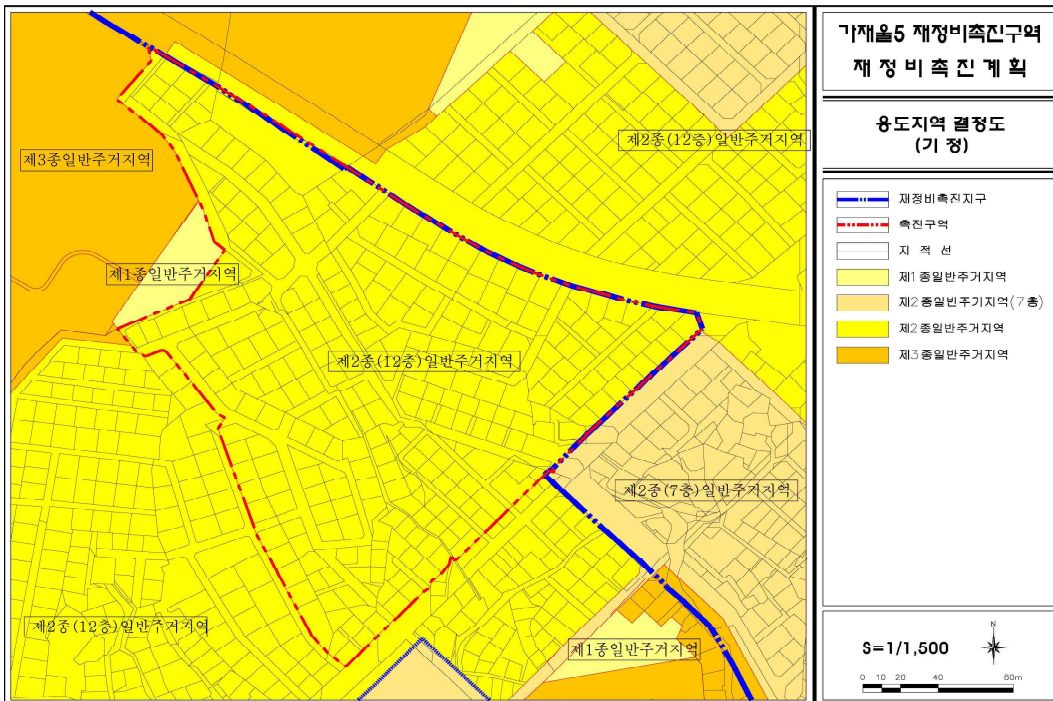 가재울5 재정비촉진구역
재정비촉진계획
용도지역 결정도
(기 정)
재정비촉진지구
촉진구역
지 적 선
제1종일반주거지역
제2종일반주거지역(7층)
제2종일반주거지역
제3종일반주거지역
S=1/1,500
N
0 10 20 40 80m
제2종(12층)일반주거지역
제3종일반주거지역
제1종일반주거지역
제2종(12층)일반주거지역
제2종(7층)일반주거지역
제2종(12층)일반주거지역
제1종일반주거지역